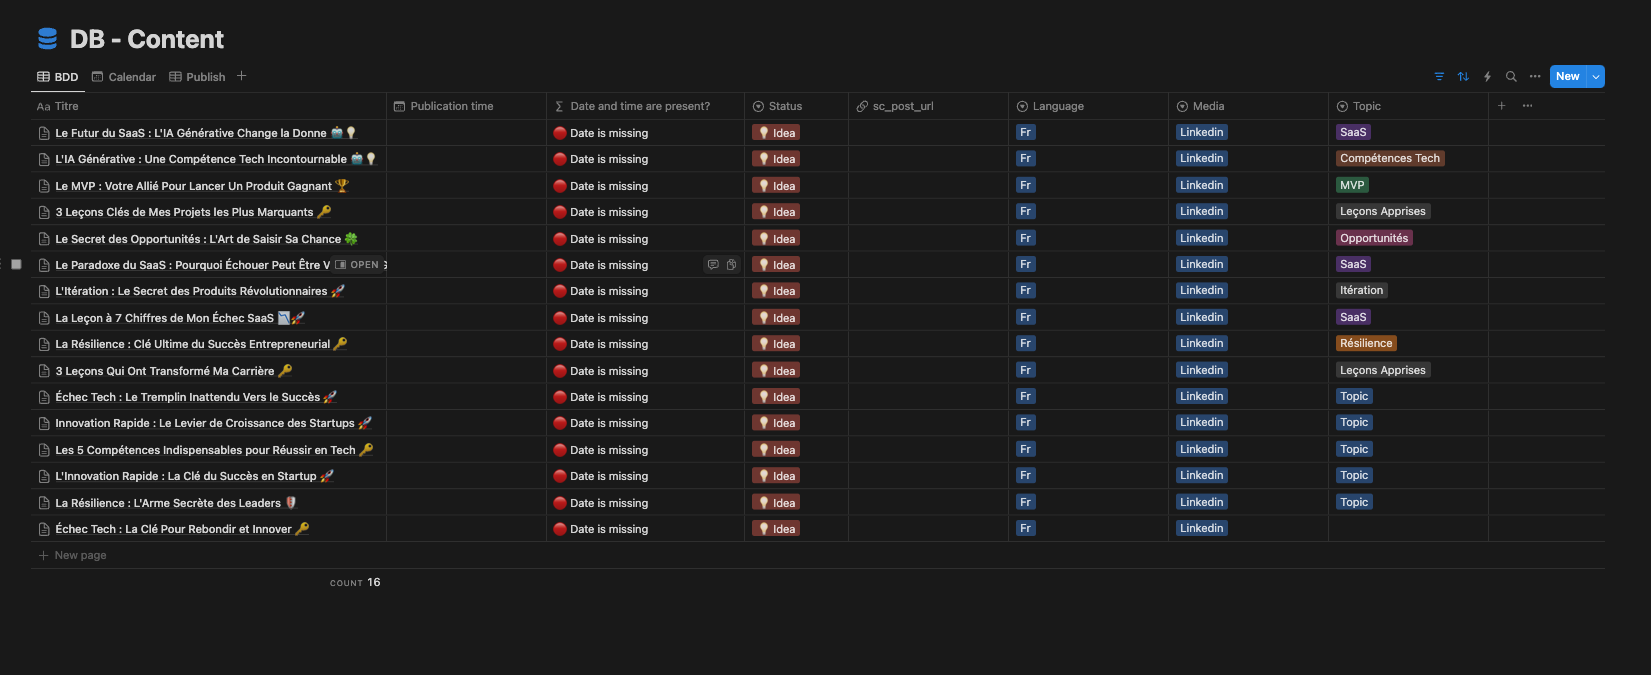 DB - Content
BDD Calendar Publish New
Aa Titre Publication time Date and time are present? Status sc_post_url Language Media Topic
Le Futur du SaaS : L'IA Générative Change la Donne 🤖💡 Date is missing Idea Fr Linkedin SaaS
L'IA Générative : Une Compétence Tech Incontournable 🤖💡 Date is missing Idea Fr Linkedin Compétences Tech
Le MVP : Votre Allié Pour Lancer Un Produit Gagnant 🏆 Date is missing Idea Fr Linkedin MVP
3 Leçons Clés de Mes Projets les Plus Marquants 🔑 Date is missing Idea Fr Linkedin Leçons Apprises
Le Secret des Opportunités : L'Art de Saisir Sa Chance 🍀 Date is missing Idea Fr Linkedin Opportunités
Le Paradoxe du SaaS : Pourquoi Échouer Peut Être V OPEN Date is missing Idea Fr Linkedin SaaS
L'Itération : Le Secret des Produits Révolutionnaires 🚀 Date is missing Idea Fr Linkedin Itération
La Leçon à 7 Chiffres de Mon Échec SaaS 📉🚀 Date is missing Idea Fr Linkedin SaaS
La Résilience : Clé Ultime du Succès Entrepreneurial 🔑 Date is missing Idea Fr Linkedin Résilience
3 Leçons Qui Ont Transformé Ma Carrière 🔑 Date is missing Idea Fr Linkedin Leçons Apprises
Échec Tech : Le Tremplin Inattendu Vers le Succès 🚀 Date is missing Idea Fr Linkedin Topic
Innovation Rapide : Le Levier de Croissance des Startups 🚀 Date is missing Idea Fr Linkedin Topic
Les 5 Compétences Indispensables pour Réussir en Tech 🔑 Date is missing Idea Fr Linkedin Topic
L'Innovation Rapide : La Clé du Succès en Startup 🚀 Date is missing Idea Fr Linkedin Topic
La Résilience : L'Arme Secrète des Leaders 🛡️ Date is missing Idea Fr Linkedin Topic
Échec Tech : La Clé Pour Rebondir et Innover 🔑 Date is missing Idea Fr Linkedin
New page
COUNT 16